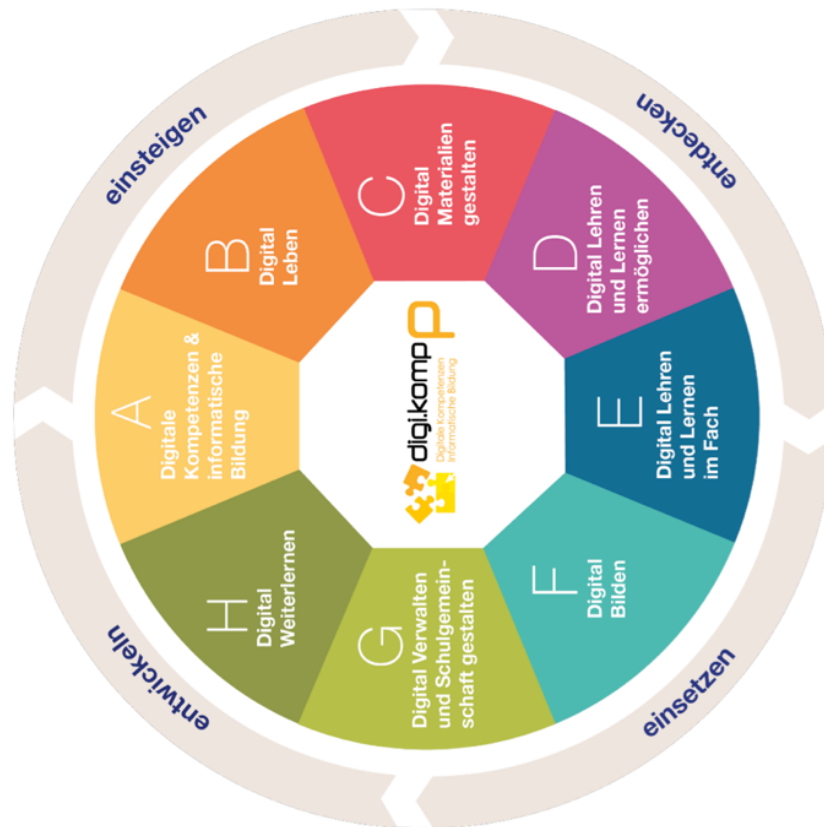 einsteigen
entdecken
einsetzen
entwickeln
A
Digitale
Kompetenzen &
informatische
Bildung
B
Digital
Leben
C
Digital
Materialien
gestalten
D
Digital Lehren
und Lernen
ermöglichen
E
Digital Lehren
und Lernen
im Fach
F
Digital
Bilden
G
Digital Verwalten
und Schulgemein-
schaft gestalten
H
Digital
Weiterlernen
digi.komp P
Digitale Kompetenzen
Informatische Bildung